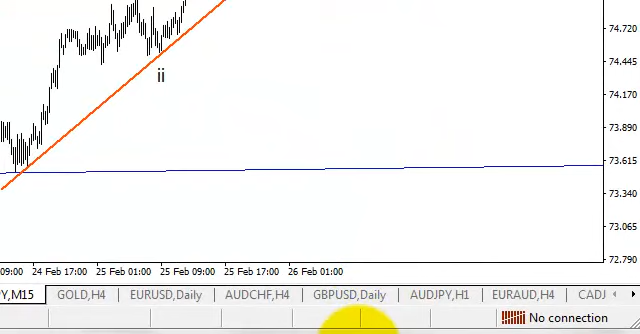 74.720
74.445
ii
74.170
73.890
73.615
73.340
73.065
72.790
09:00 24 Feb 17:00 25 Feb 01:00 25 Feb 09:00 25 Feb 17:00 26 Feb 01:00
PY,M15 GOLD,H4 EURUSD,Daily AUDCHF,H4 GBPUSD,Daily AUDJPY,H1 EURAUD,H4 CADJ
No connection